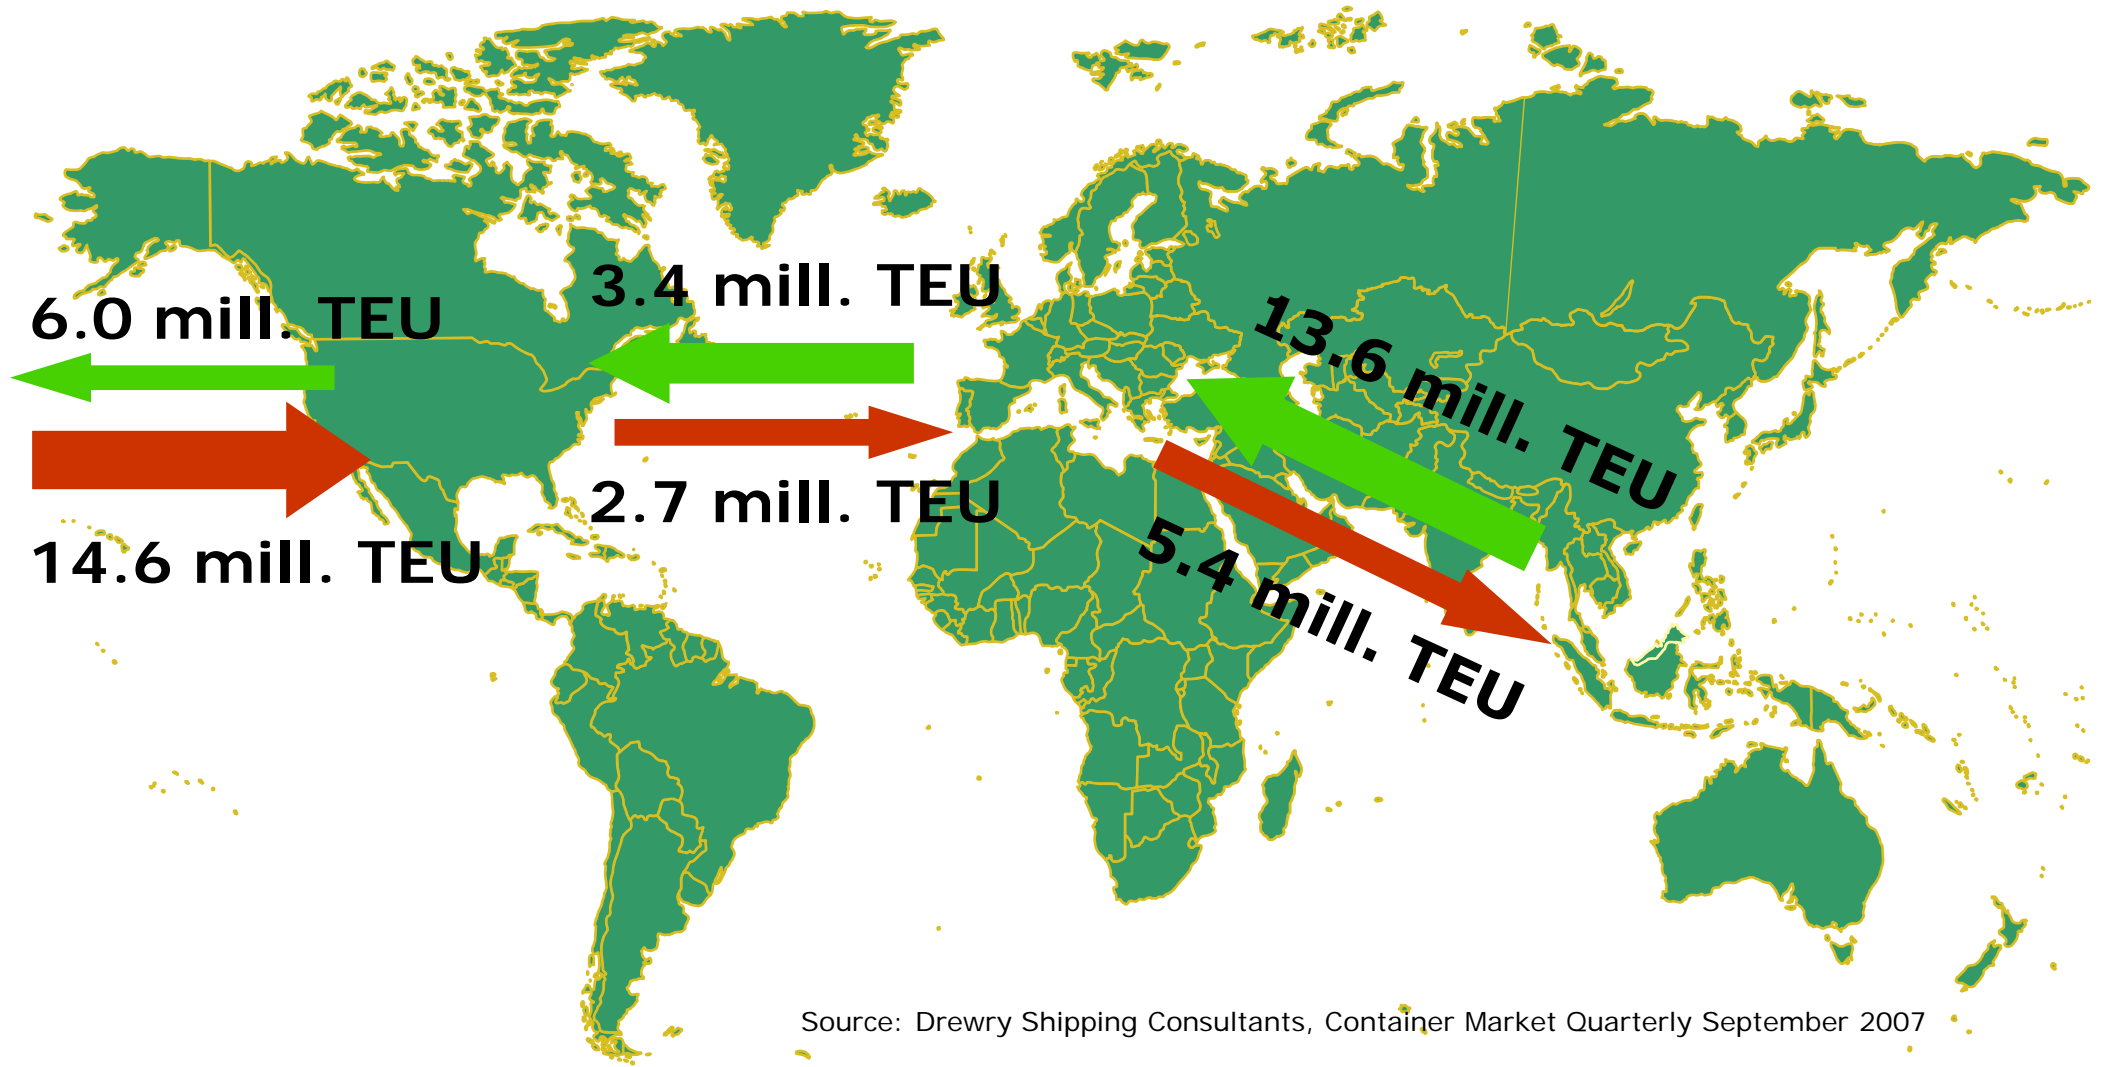 3.4 mill. TEU
6.0 mill. TEU
13.6 mill. TEU
2.7 mill. TEU
14.6 mill. TEU
5.4 mill. TEU
Source: Drewry Shipping Consultants, Container Market Quarterly September 2007